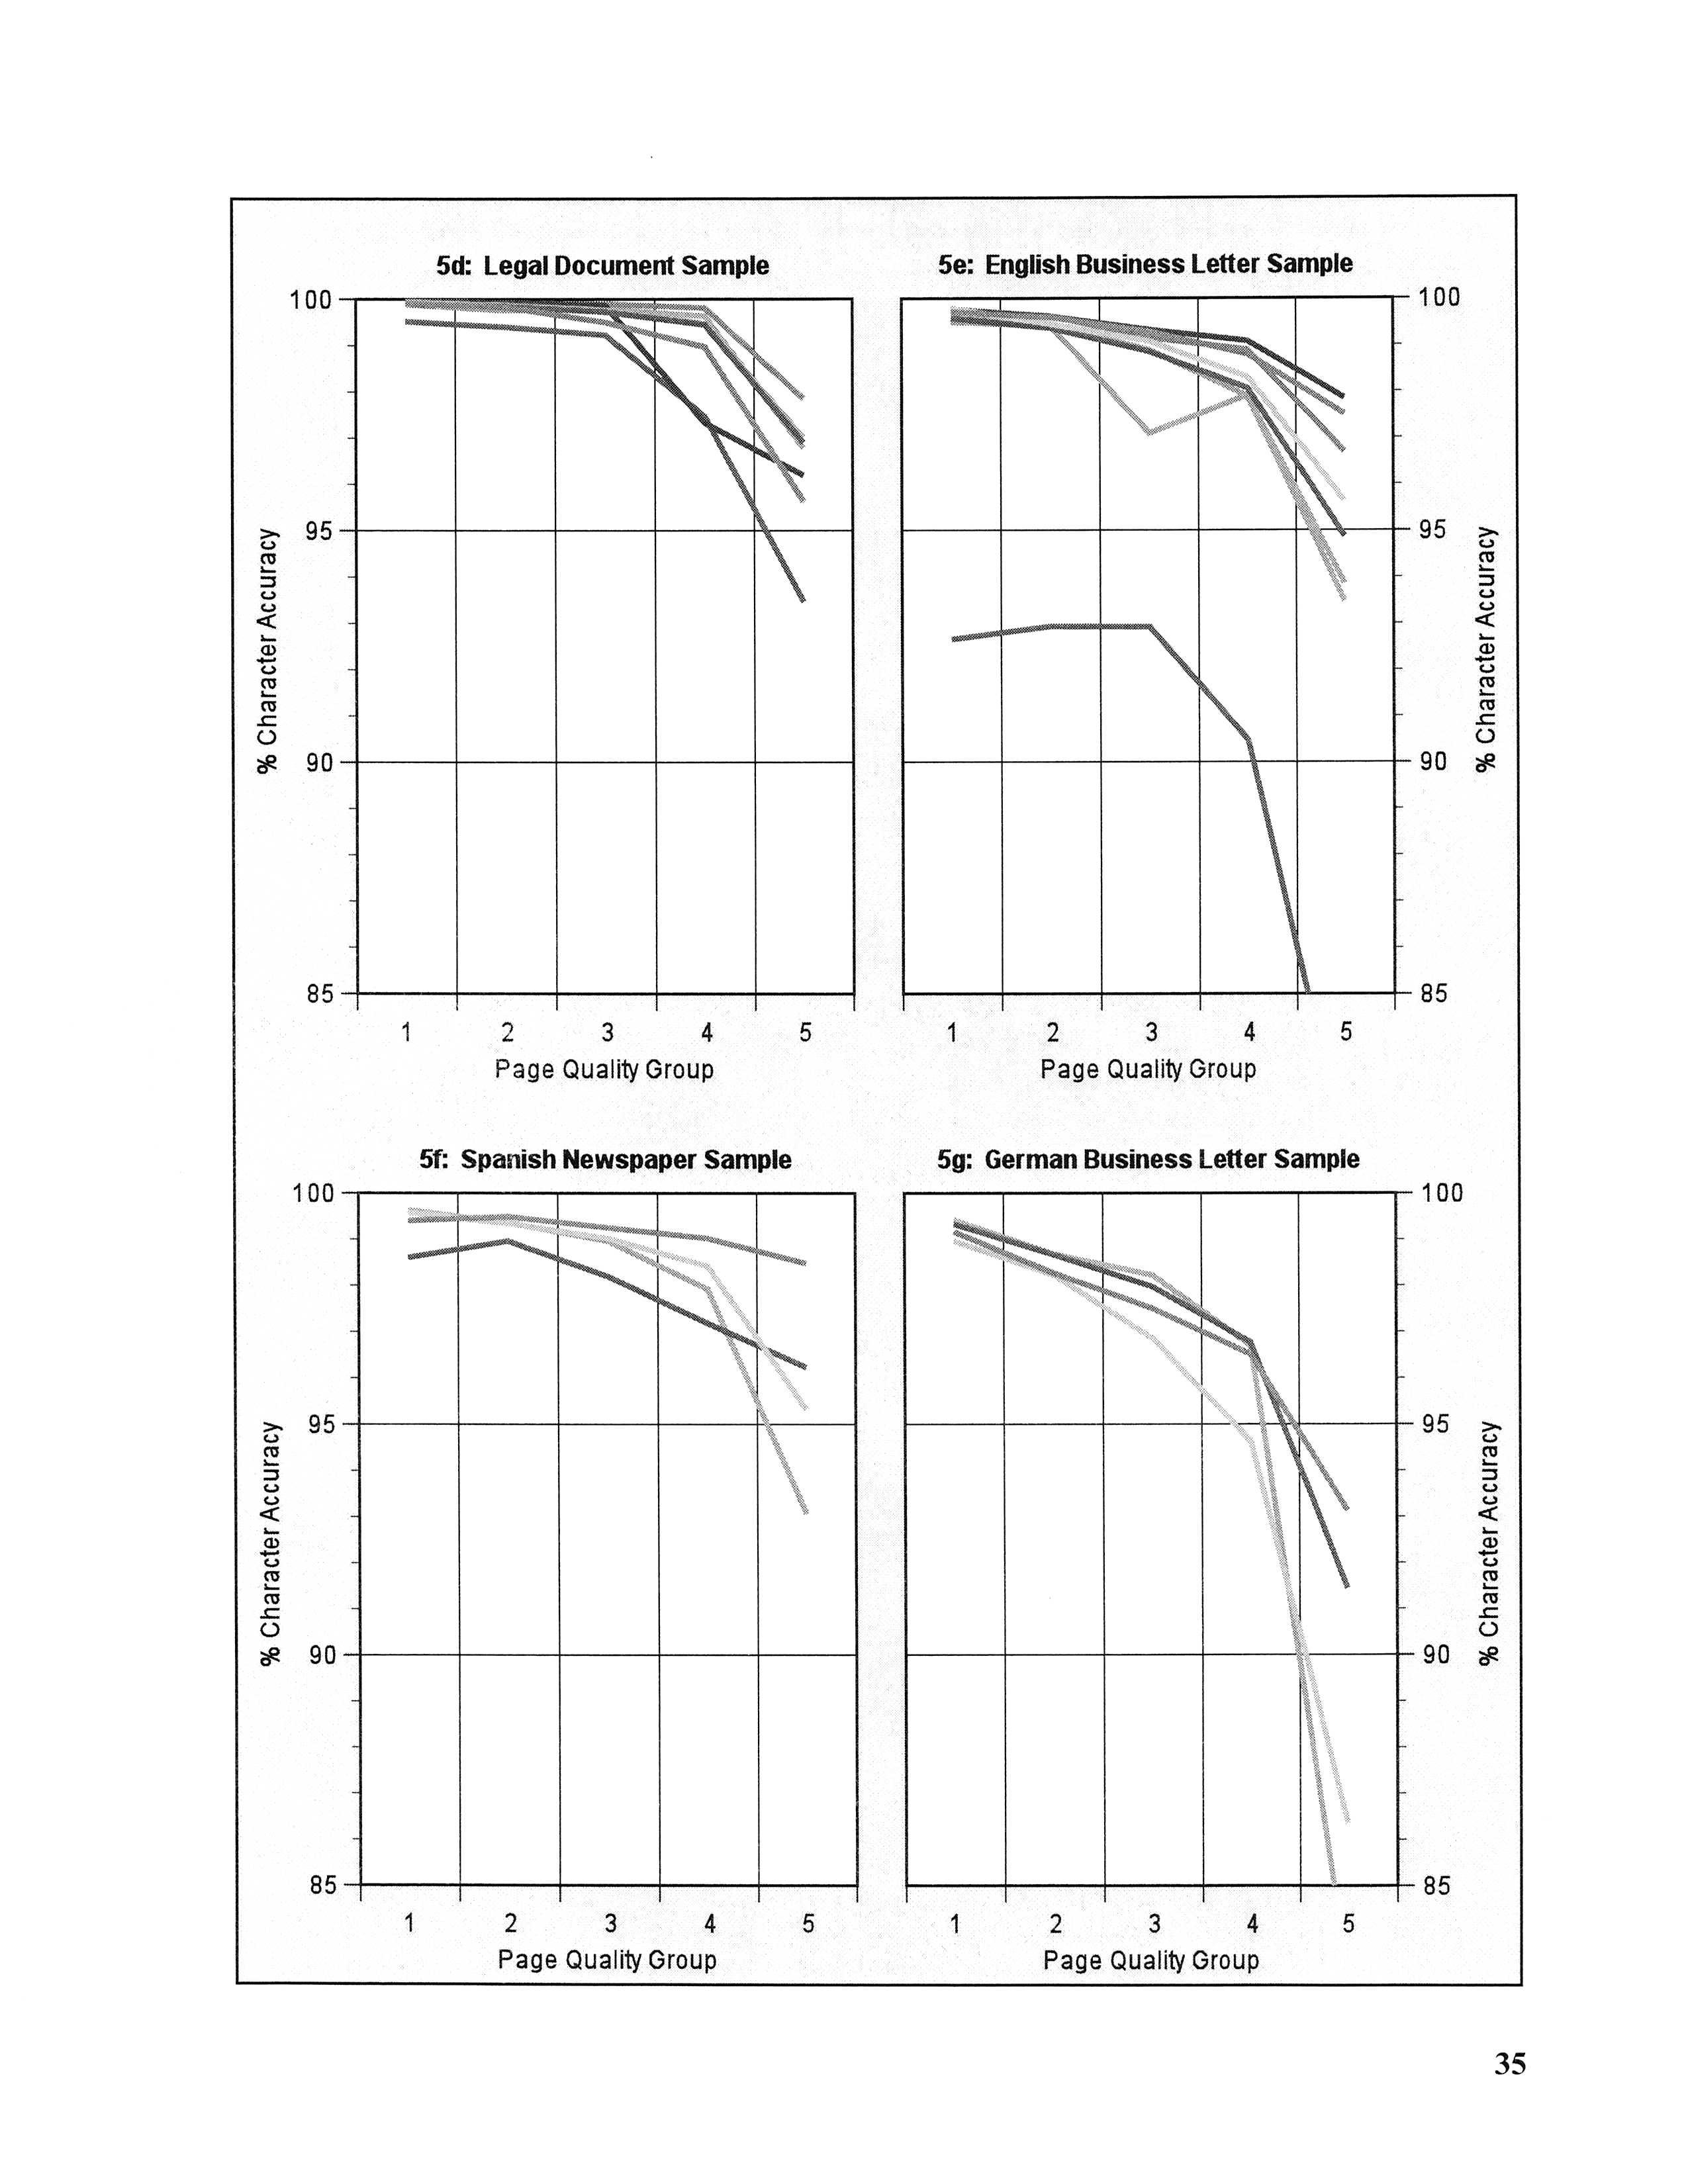 5d: Legal Document Sample
100
95
90
85
% Character Accuracy
1 2 3 4 5
Page Quality Group
5e: English Business Letter Sample
100
95
90
85
% Character Accuracy
1 2 3 4 5
Page Quality Group
5f: Spanish Newspaper Sample
100
95
90
85
% Character Accuracy
1 2 3 4 5
Page Quality Group
5g: German Business Letter Sample
100
95
90
85
% Character Accuracy
1 2 3 4 5
Page Quality Group
35